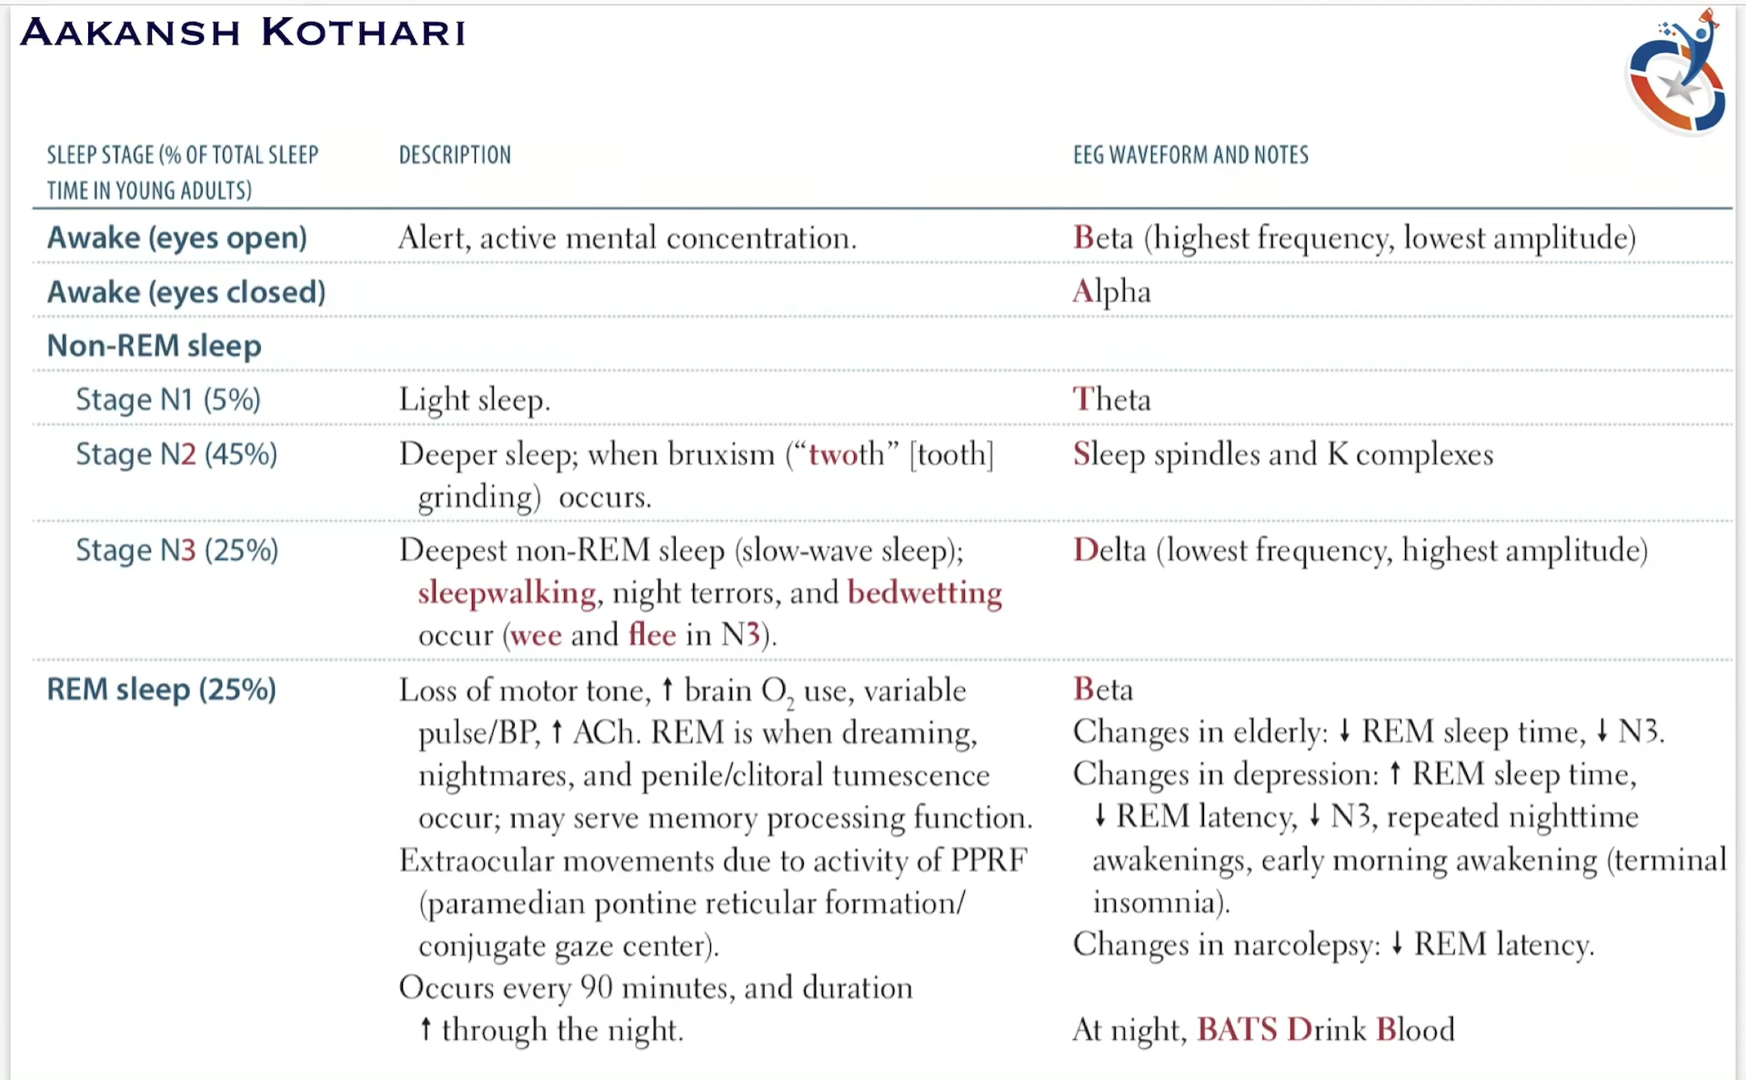 AAKANSH KOTHARI
SLEEP STAGE (% OF TOTAL SLEEP
TIME IN YOUNG ADULTS)
DESCRIPTION
EEG WAVEFORM AND NOTES
Awake (eyes open)
Alert, active mental concentration.
Beta (highest frequency, lowest amplitude)
Awake (eyes closed)
Alpha
Non-REM sleep
Stage N1 (5%)
Light sleep.
Theta
Stage N2 (45%)
Deeper sleep; when bruxism (“twoth” [tooth]
grinding) occurs.
Sleep spindles and K complexes
Stage N3 (25%)
Deepest non-REM sleep (slow-wave sleep);
sleepwalking, night terrors, and bedwetting
occur (wee and flee in N3).
Delta (lowest frequency, highest amplitude)
REM sleep (25%)
Loss of motor tone, ↑ brain O₂ use, variable
pulse/BP, ↑ ACh. REM is when dreaming,
nightmares, and penile/clitoral tumescence
occur; may serve memory processing function.
Extraocular movements due to activity of PPRF
(paramedian pontine reticular formation/
conjugate gaze center).
Occurs every 90 minutes, and duration
↑ through the night.
Beta
Changes in elderly: ↓ REM sleep time, ↓ N3.
Changes in depression: ↑ REM sleep time,
↓ REM latency, ↓ N3, repeated nighttime
awakenings, early morning awakening (terminal
insomnia).
Changes in narcolepsy: ↓ REM latency.
At night, BATS Drink Blood